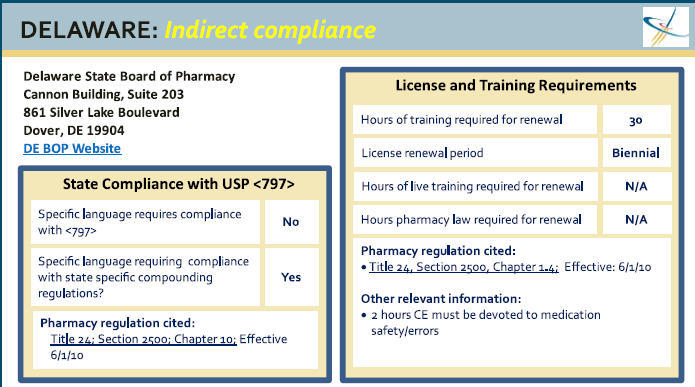 DELAWARE: Indirect compliance
Delaware State Board of Pharmacy
Cannon Building, Suite 203
861 Silver Lake Boulevard
Dover, DE 19904
DE BOP Website
State Compliance with USP <797>
Specific language requires compliance
with <797>
No
Specific language requiring compliance
with state specific compounding
regulations?
Yes
Pharmacy regulation cited:
Title 24; Section 2500; Chapter 10; Effective
6/1/10
License and Training Requirements
Hours of training required for renewal
30
License renewal period
Biennial
Hours of live training required for renewal
N/A
Hours pharmacy law required for renewal
N/A
Pharmacy regulation cited:
• Title 24, Section 2500, Chapter 1.4; Effective: 6/1/10
Other relevant information:
• 2 hours CE must be devoted to medication
safety/errors